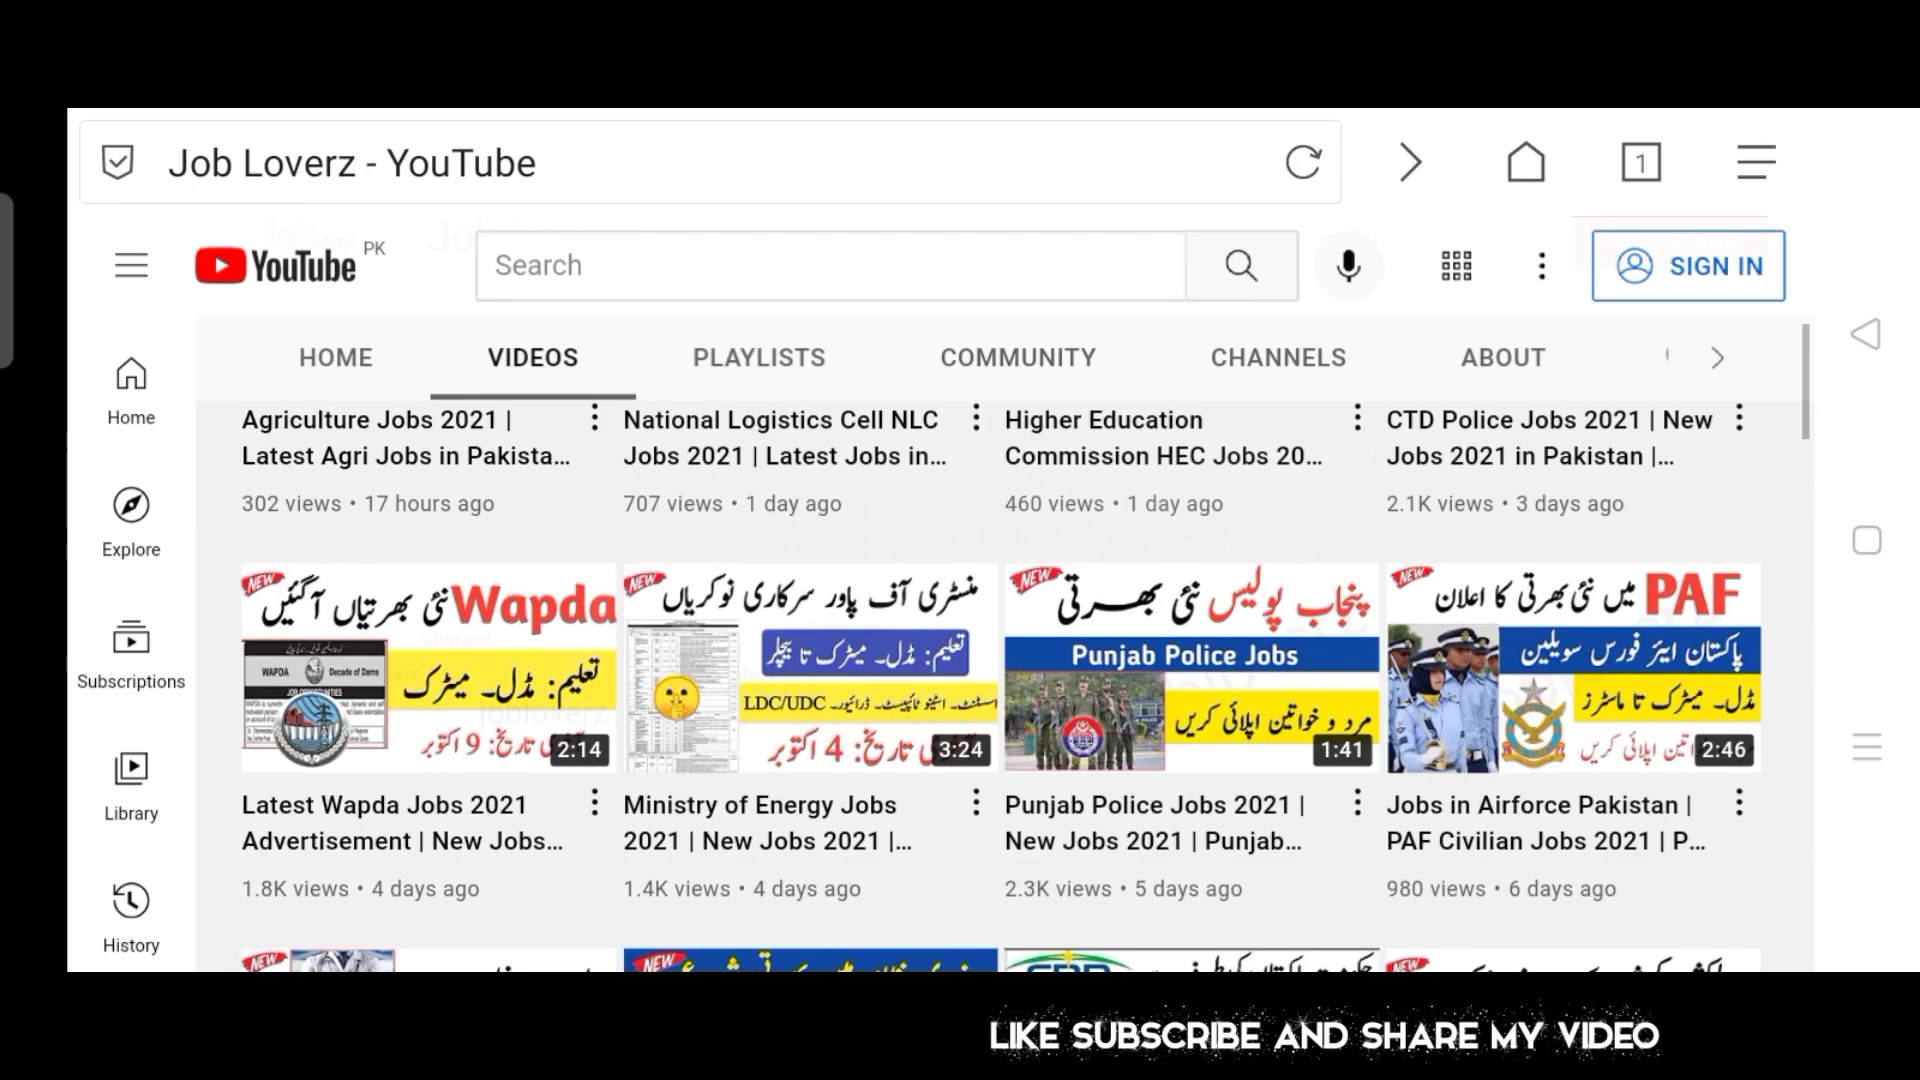 Job Loverz - YouTube
1
YouTube PK
Search
SIGN IN
HOME
VIDEOS
PLAYLISTS
COMMUNITY
CHANNELS
ABOUT
Home
Explore
Subscriptions
Library
History
Agriculture Jobs 2021 |
Latest Agri Jobs in Pakista...
302 views • 17 hours ago
National Logistics Cell NLC
Jobs 2021 | Latest Jobs in...
707 views • 1 day ago
Higher Education
Commission HEC Jobs 20...
460 views • 1 day ago
CTD Police Jobs 2021 | New
Jobs 2021 in Pakistan |...
2.1K views • 3 days ago
NEW
Wapda نئی بھرتیاں آگئیں
WAPDA Decade of Dams
تعلیم: مڈل۔ میٹرک
تاریخ: 9 اکتوبر
2:14
Latest Wapda Jobs 2021
Advertisement | New Jobs...
1.8K views • 4 days ago
NEW
منسٹری آف پاور سرکاری نوکریاں
تعلیم: مڈل۔ میٹرک تا بیچلر
LDC/UDC اسسٹنٹ۔ اسٹینو ٹائپسٹ۔ ڈرائیور۔
تاریخ: 4 اکتوبر
3:24
Ministry of Energy Jobs
2021 | New Jobs 2021 |...
1.4K views • 4 days ago
NEW
پنجاب پولیس نئی بھرتی
Punjab Police Jobs
مرد و خواتین اپلائی کریں
1:41
Punjab Police Jobs 2021 |
New Jobs 2021 | Punjab...
2.3K views • 5 days ago
NEW
PAF میں نئی بھرتی کا اعلان
پاکستان ایئر فورس سویلین
مڈل۔ میٹرک تا ماسٹرز
اپلائی کریں
2:46
Jobs in Airforce Pakistan |
PAF Civilian Jobs 2021 | P...
980 views • 6 days ago
NEW
NEW
NEW
LIKE SUBSCRIBE AND SHARE MY VIDEO